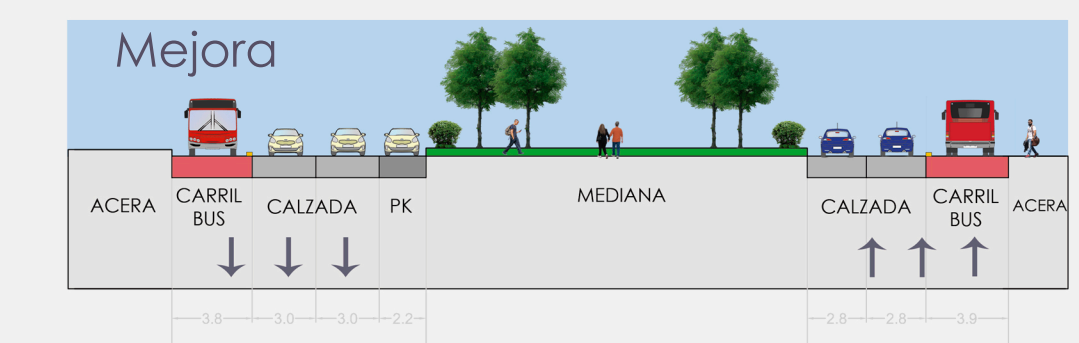 Mejora
ACERA
CARRIL
BUS
CALZADA
PK
MEDIANA
CALZADA
CARRIL
BUS
ACERA
3.8
3.0
3.0
2.2
2.8
2.8
3.9